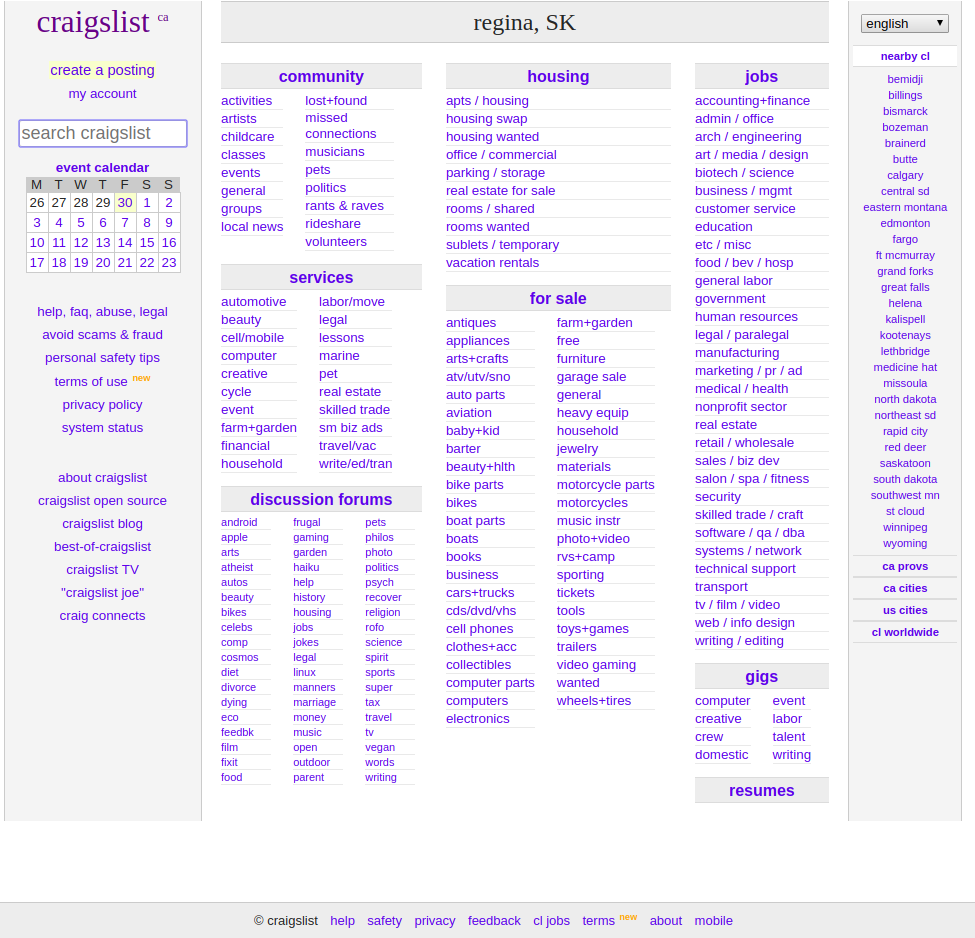 craigslist ca
create a posting
my account
search craigslist
event calendar
M T W T F S S
26 27 28 29 30 1 2
3 4 5 6 7 8 9
10 11 12 13 14 15 16
17 18 19 20 21 22 23
help, faq, abuse, legal
avoid scams & fraud
personal safety tips
terms of use new
privacy policy
system status
about craigslist
craigslist open source
craigslist blog
best-of-craigslist
craigslist TV
"craigslist joe"
craig connects
regina, SK
community
activities
artists
childcare
classes
events
general
groups
local news
lost+found
missed
connections
musicians
pets
politics
rants & raves
rideshare
volunteers
services
automotive
beauty
cell/mobile
computer
creative
cycle
event
farm+garden
financial
household
labor/move
legal
lessons
marine
pet
real estate
skilled trade
sm biz ads
travel/vac
write/ed/tran
discussion forums
android
apple
arts
atheist
autos
beauty
bikes
celebs
comp
cosmos
diet
divorce
dying
eco
feedbk
film
fixit
food
frugal
gaming
garden
haiku
help
history
housing
jobs
jokes
legal
linux
manners
marriage
money
music
open
outdoor
parent
pets
philos
photo
politics
psych
recover
religion
rofo
science
spirit
sports
super
tax
travel
tv
vegan
words
writing
housing
apts / housing
housing swap
housing wanted
office / commercial
parking / storage
real estate for sale
rooms / shared
rooms wanted
sublets / temporary
vacation rentals
for sale
antiques
appliances
arts+crafts
atv/utv/sno
auto parts
aviation
baby+kid
barter
beauty+hlth
bike parts
bikes
boat parts
boats
books
business
cars+trucks
cds/dvd/vhs
cell phones
clothes+acc
collectibles
computer parts
computers
electronics
farm+garden
free
furniture
garage sale
general
heavy equip
household
jewelry
materials
motorcycle parts
motorcycles
music instr
photo+video
rvs+camp
sporting
tickets
tools
toys+games
trailers
video gaming
wanted
wheels+tires
jobs
accounting+finance
admin / office
arch / engineering
art / media / design
biotech / science
business / mgmt
customer service
education
etc / misc
food / bev / hosp
general labor
government
human resources
legal / paralegal
manufacturing
marketing / pr / ad
medical / health
nonprofit sector
real estate
retail / wholesale
sales / biz dev
salon / spa / fitness
security
skilled trade / craft
software / qa / dba
systems / network
technical support
transport
tv / film / video
web / info design
writing / editing
gigs
computer
creative
crew
domestic
event
labor
talent
writing
resumes
english
nearby cl
bemidji
billings
bismarck
bozeman
brainerd
butte
calgary
central sd
eastern montana
edmonton
fargo
ft mcmurray
grand forks
great falls
helena
kalispell
kootenays
lethbridge
medicine hat
missoula
north dakota
northeast sd
rapid city
red deer
saskatoon
south dakota
southwest mn
st cloud
winnipeg
wyoming
ca provs
ca cities
us cities
cl worldwide
© craigslist help safety privacy feedback cl jobs terms new about mobile